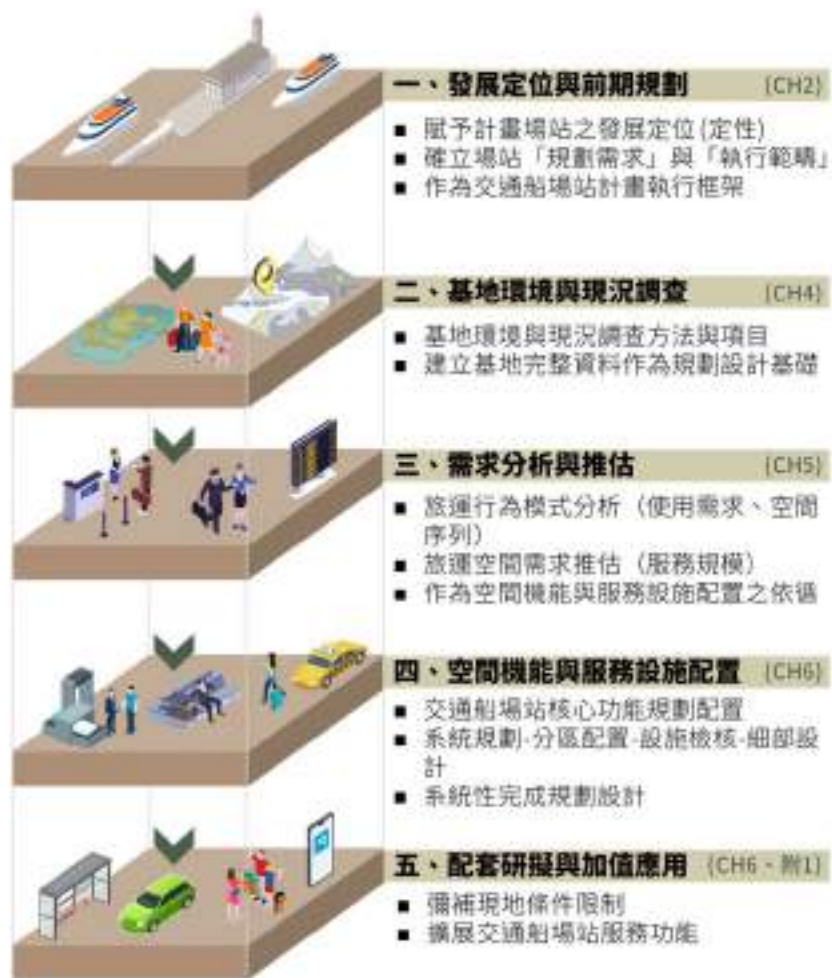 一、發展定位與前期規劃 (CH2)
■ 賦予計畫場站之發展定位(定性)
■ 確立場站「規劃需求」與「執行範疇」
■ 作為交通船場站計畫執行框架
二、基地環境與現況調查 (CH4)
■ 基地環境與現況調查方法與項目
■ 建立基地完整資料作為規劃設計基礎
三、需求分析與推估 (CH5)
■ 旅運行為模式分析（使用需求、空間
序列）
■ 旅運空間需求推估（服務規模）
■ 作為空間機能與服務設施配置之依循
四、空間機能與服務設施配置 (CH6)
■ 交通船場站核心功能規劃配置
■ 系統規劃-分區配置-設施檢核-細部設
計
■ 系統性完成規劃設計
五、配套研擬與加值應用 (CH6、附1)
■ 彌補現地條件限制
■ 擴展交通船場站服務功能